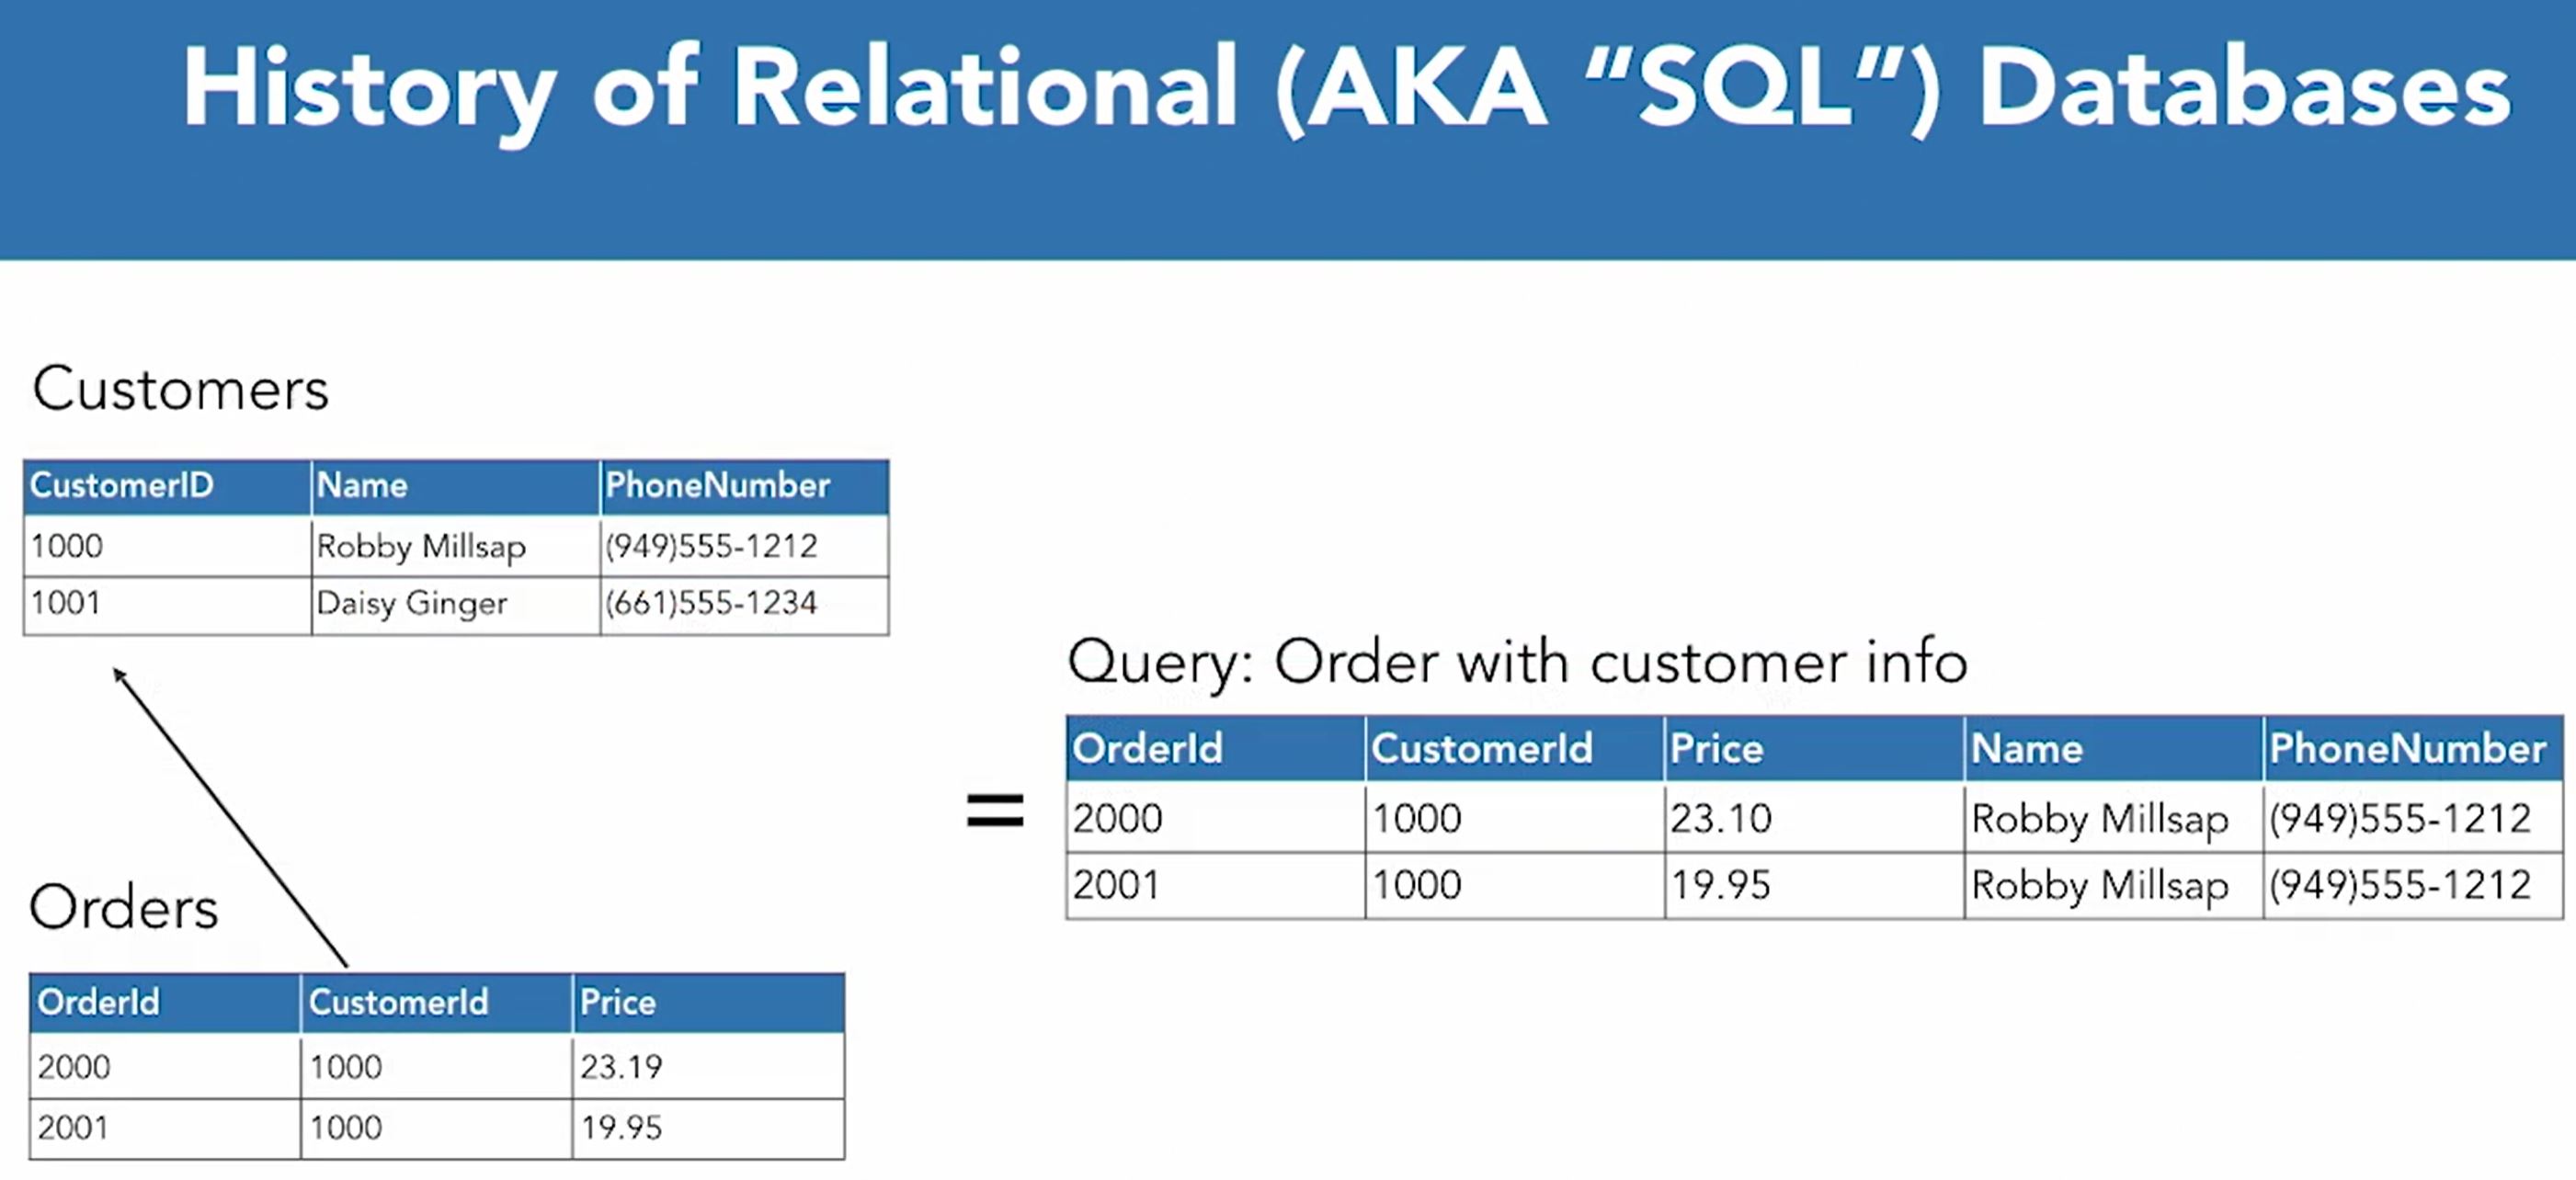 History of Relational (AKA “SQL”) Databases
Customers
CustomerID Name PhoneNumber
1000 Robby Millsap (949)555-1212
1001 Daisy Ginger (661)555-1234
Orders
OrderId CustomerId Price
2000 1000 23.19
2001 1000 19.95
=
Query: Order with customer info
OrderId CustomerId Price Name PhoneNumber
2000 1000 23.10 Robby Millsap (949)555-1212
2001 1000 19.95 Robby Millsap (949)555-1212